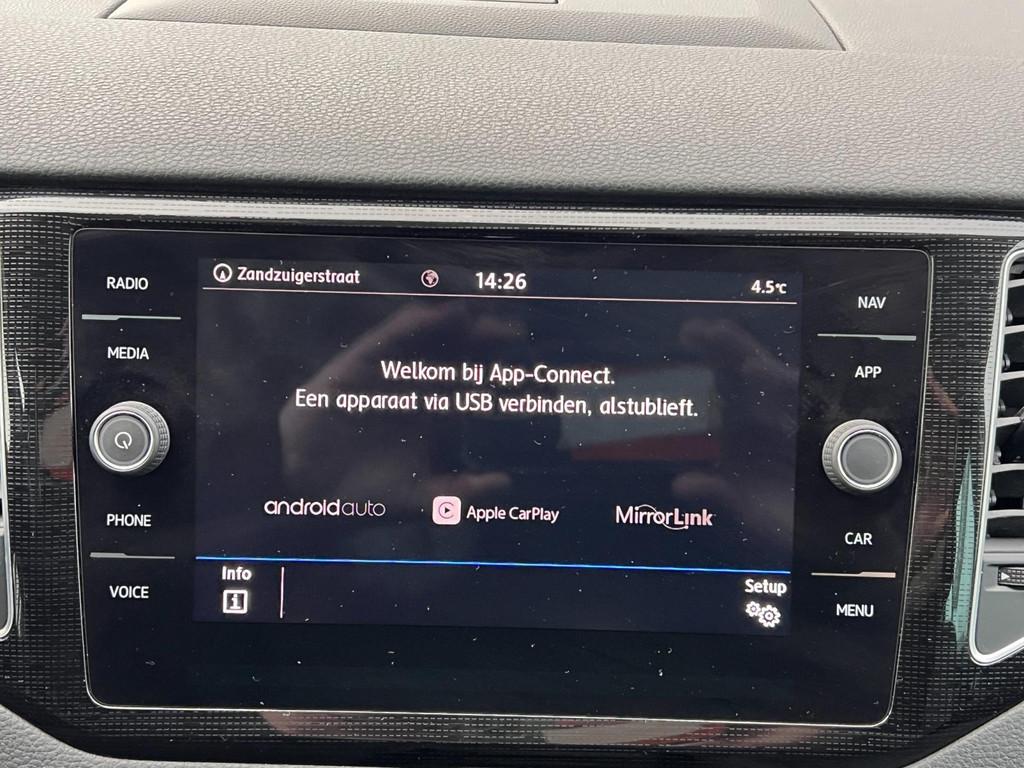 RADIO
MEDIA
PHONE
VOICE
Zandzuigerstraat 14:26 4.5°C
Welkom bij App-Connect.
Een apparaat via USB verbinden, alstublieft.
androidauto Apple CarPlay MirrorLink
Info Setup
i
NAV
APP
CAR
MENU